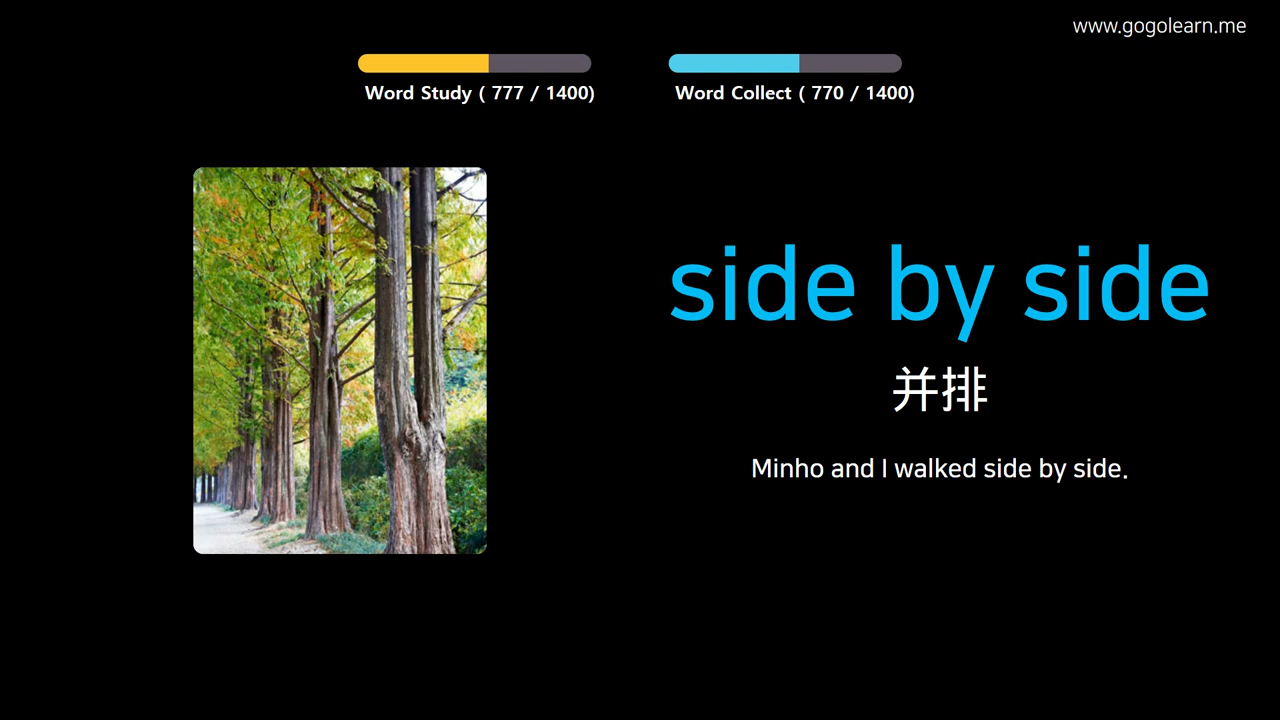 www.gogolearn.me
Word Study ( 777 / 1400)
Word Collect ( 770 / 1400)
side by side
并排
Minho and I walked side by side.